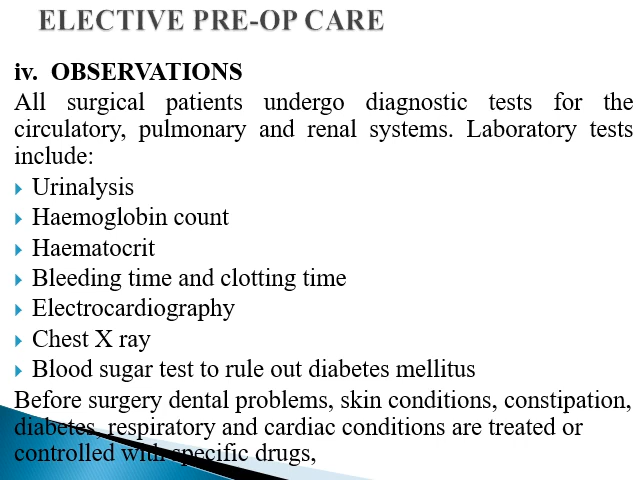 ELECTIVE PRE-OP CARE
iv. OBSERVATIONS
All surgical patients undergo diagnostic tests for the
circulatory, pulmonary and renal systems. Laboratory tests
include:
Urinalysis
Haemoglobin count
Haematocrit
Bleeding time and clotting time
Electrocardiography
Chest X ray
Blood sugar test to rule out diabetes mellitus
Before surgery dental problems, skin conditions, constipation,
diabetes, respiratory and cardiac conditions are treated or
controlled with specific drugs,